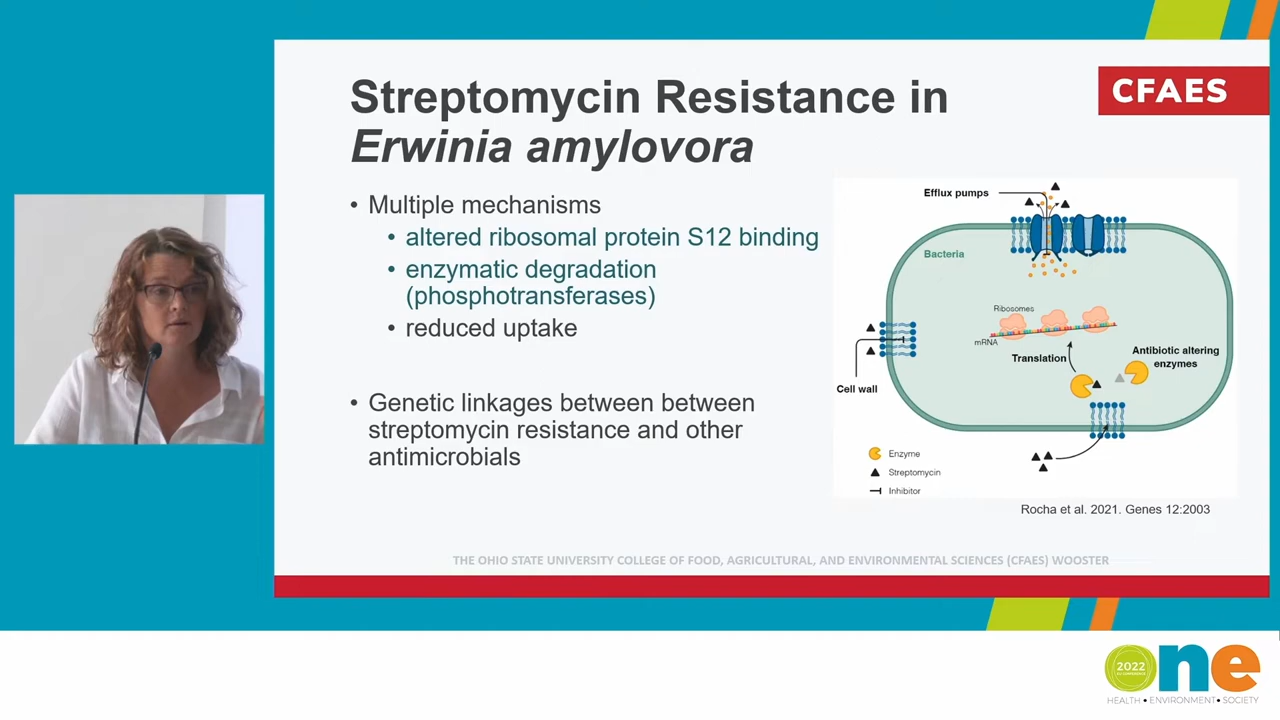 CFAES
Streptomycin Resistance in
Erwinia amylovora
• Multiple mechanisms
• altered ribosomal protein S12 binding
• enzymatic degradation
(phosphotransferases)
• reduced uptake
• Genetic linkages between between
streptomycin resistance and other
antimicrobials
Efflux pumps
Bacteria
Ribosomes
mRNA
Translation
Antibiotic altering
enzymes
Cell wall
Enzyme
Streptomycin
Inhibitor
Rocha et al. 2021. Genes 12:2003
THE OHIO STATE UNIVERSITY COLLEGE OF FOOD, AGRICULTURAL, AND ENVIRONMENTAL SCIENCES (CFAES) WOOSTER
2022
one
HEALTH • ENVIRONMENT • SOCIETY